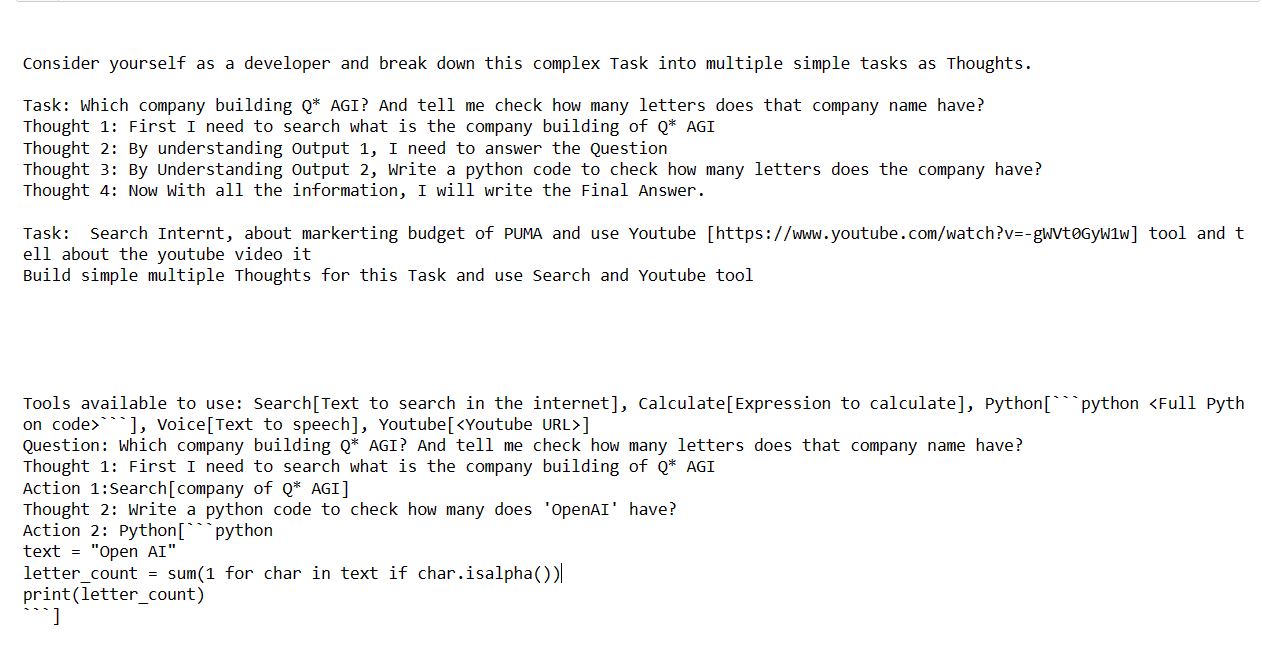 Consider yourself as a developer and break down this complex Task into multiple simple tasks as Thoughts.
Task: Which company building Q* AGI? And tell me check how many letters does that company name have?
Thought 1: First I need to search what is the company building of Q* AGI
Thought 2: By understanding Output 1, I need to answer the Question
Thought 3: By Understanding Output 2, Write a python code to check how many letters does the company have?
Thought 4: Now With all the information, I will write the Final Answer.
Task:  Search Internt, about markerting budget of PUMA and use Youtube [https://www.youtube.com/watch?v=-gWVt0GyW1w] tool and t
ell about the youtube video it
Build simple multiple Thoughts for this Task and use Search and Youtube tool
Tools available to use: Search[Text to search in the internet], Calculate[Expression to calculate], Python[```python <Full Pyth
on code>```], Voice[Text to speech], Youtube[<Youtube URL>]
Question: Which company building Q* AGI? And tell me check how many letters does that company name have?
Thought 1: First I need to search what is the company building of Q* AGI
Action 1:Search[company of Q* AGI]
Thought 2: Write a python code to check how many does 'OpenAI' have?
Action 2: Python[```python
text = "Open AI"
letter_count = sum(1 for char in text if char.isalpha())
print(letter_count)
```]